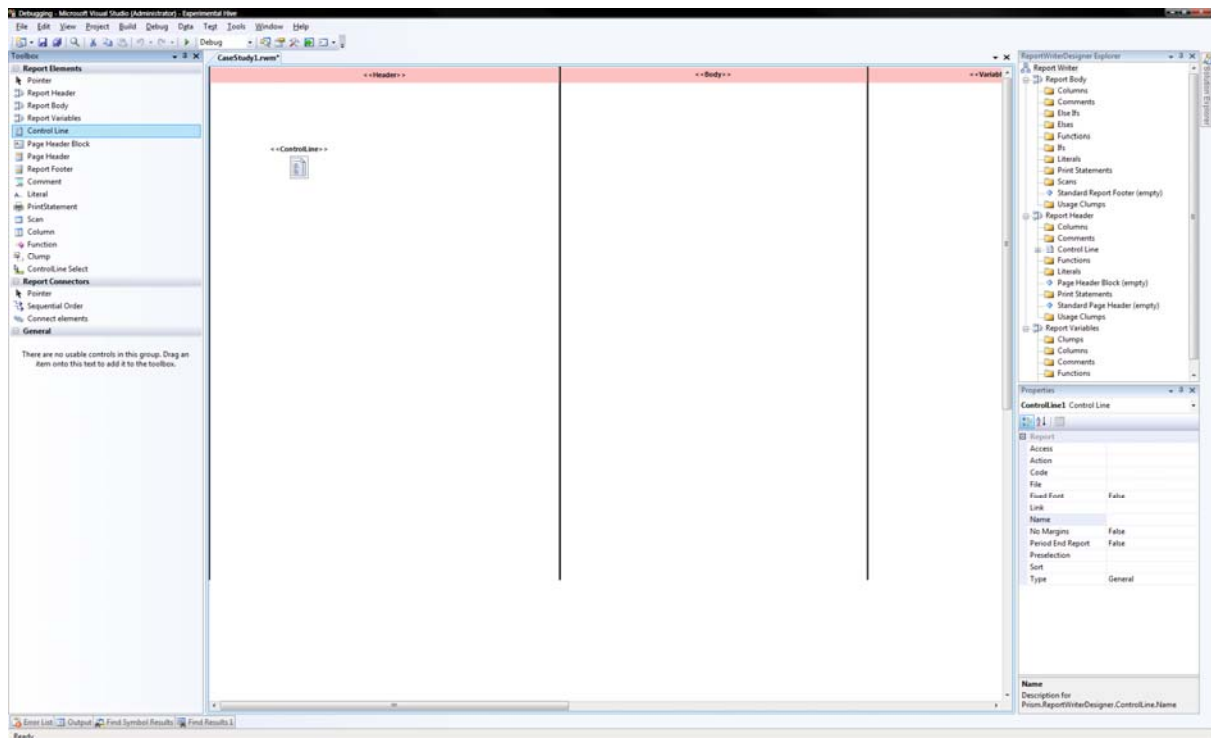 Debugging - Microsoft Visual Studio (Administrator) - Experimental Hive
File Edit View Project Build Debug Data Test Tools Window Help
Debug
Toolbox
Report Elements
Pointer
Report Header
Report Body
Report Variables
Control Line
Page Header Block
Page Header
Report Footer
Comment
Literal
PrintStatement
Scan
Column
Function
Clump
ControlLine Select
Report Connectors
Pointer
Sequential Order
Connect elements
General
There are no usable controls in this group. Drag an
item onto this text to add it to the toolbox.
CaseStudy1.rwm*
<<Header>> <<Body>> <<Variabl
<<ControlLine>>
ReportWriterDesigner Explorer
Report Writer
Report Body
Columns
Comments
Else Ifs
Elses
Functions
Ifs
Literals
Print Statements
Scans
Standard Report Footer (empty)
Usage Clumps
Report Header
Columns
Comments
Control Line
Functions
Literals
Page Header Block (empty)
Print Statements
Standard Page Header (empty)
Usage Clumps
Report Variables
Clumps
Columns
Comments
Functions
Solution Explorer
Properties
ControlLine1 Control Line
Report
Access
Action
Code
File
Fixed Font False
Link
Name
No Margins False
Period End Report False
Preselection
Sort
Type General
Name
Description for
Prism.ReportWriterDesigner.ControlLine.Name
Error List Output Find Symbol Results Find Results 1
Ready